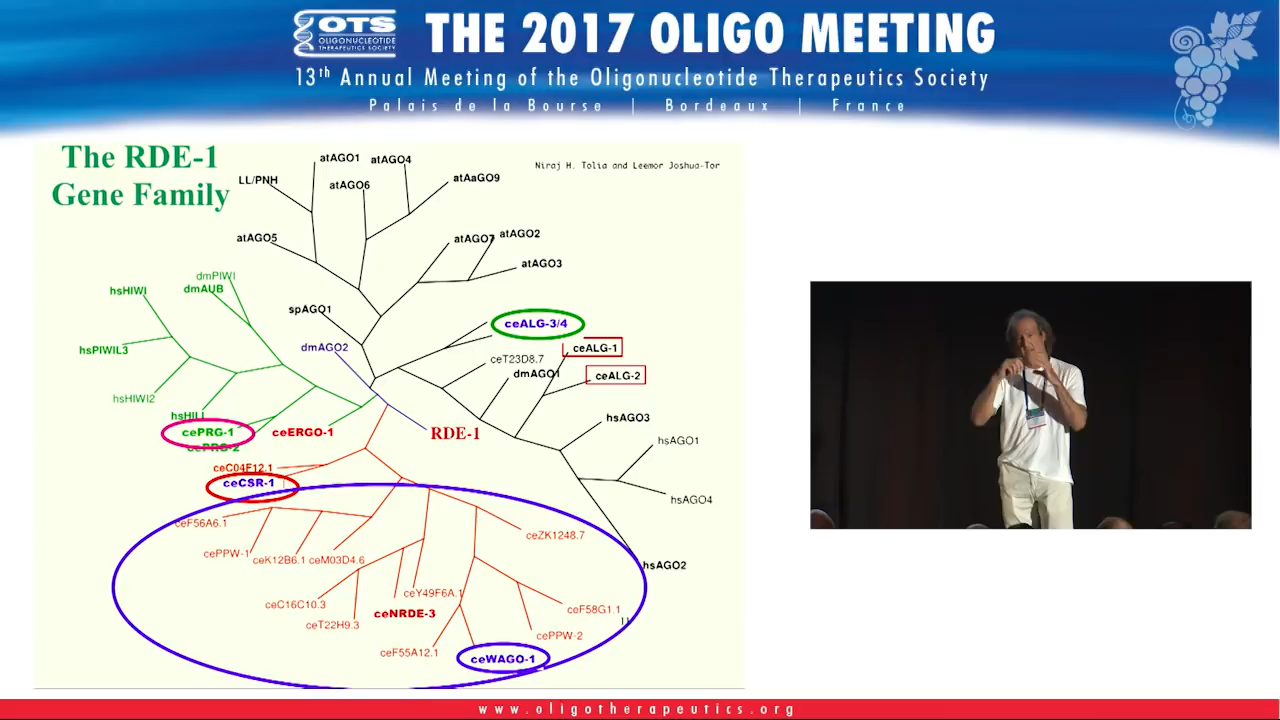 OTS
OLIGONUCLEOTIDE
THERAPEUTICS SOCIETY
THE 2017 OLIGO MEETING
13th Annual Meeting of the Oligonucleotide Therapeutics Society
Palais de la Bourse | Bordeaux | France
The RDE-1
Gene Family
Niraj H. Tolia and Leemor Joshua-Tor
atAGO1
atAGO4
LL/PNH
atAGO6
atAaGO9
atAGO5
atAGO7
atAGO2
atAGO3
dmPIWI
dmAUB
hsHIWI
spAGO1
ceALG-3/4
hsPIWIL3
dmAGO2
ceALG-1
ceT23D8.7
dmAGO1
ceALG-2
hsHIWI2
hsHILI
cePRG-1
ceERGO-1
RDE-1
hsAGO3
cePRG-2
hsAGO1
ceC04F12.1
ceCSR-1
hsAGO4
ceF56A6.1
ceZK1248.7
cePPW-1
ceK12B6.1
ceM03D4.6
hsAGO2
ceY49F6A.1
ceC16C10.3
ceNRDE-3
ceF58G1.1
ceT22H9.3
11
cePPW-2
ceF55A12.1
ceWAGO-1
www.oligotherapeutics.org